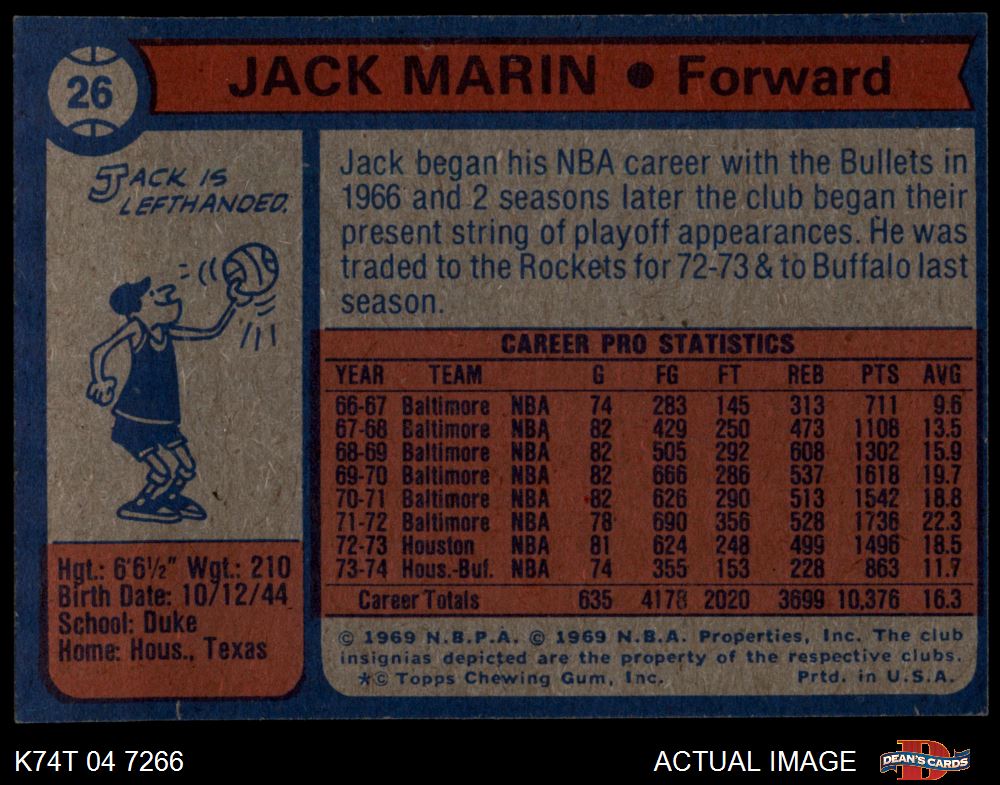 26
JACK MARIN • Forward
JACK IS
LEFTHANDED.
Jack began his NBA career with the Bullets in
1966 and 2 seasons later the club began their
present string of playoff appearances. He was
traded to the Rockets for 72-73 & to Buffalo last
season.
Hgt.: 6'6½" Wgt.: 210
Birth Date: 10/12/44
School: Duke
Home: Hous., Texas
CAREER PRO STATISTICS
YEAR TEAM G FG FT REB PTS AVG
66-67 Baltimore NBA 74 283 145 313 711 9.6
67-68 Baltimore NBA 82 429 250 473 1108 13.5
68-69 Baltimore NBA 82 505 292 608 1302 15.9
69-70 Baltimore NBA 82 666 286 537 1618 19.7
70-71 Baltimore NBA 82 626 290 513 1542 18.8
71-72 Baltimore NBA 78 690 356 528 1736 22.3
72-73 Houston NBA 81 624 248 499 1496 18.5
73-74 Hous.-Buf. NBA 74 355 153 228 863 11.7
Career Totals 635 4178 2020 3699 10,376 16.3
© 1969 N.B.P.A. © 1969 N.B.A. Properties, Inc. The club
insignias depicted are the property of the respective clubs.
*© Topps Chewing Gum, Inc. Prtd. in U.S.A.
K74T 04 7266 ACTUAL IMAGE D DEAN'S CARDS